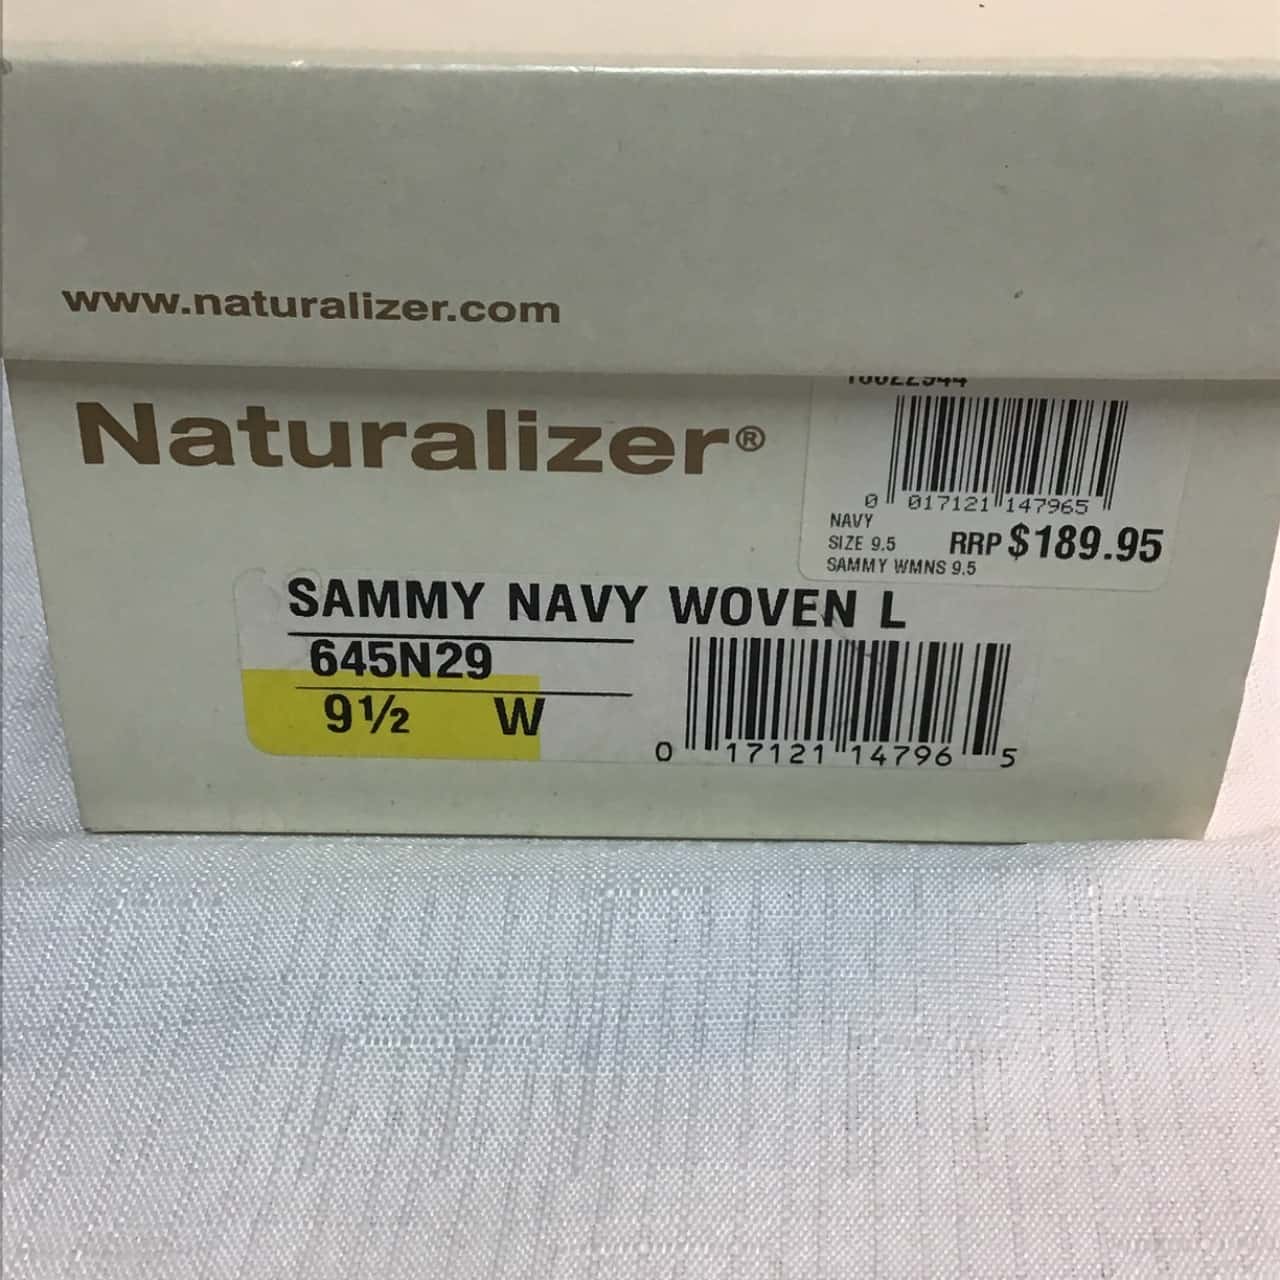 www.naturalizer.com
Naturalizer®
0 017121 147965
NAVY
SIZE 9.5 RRP $189.95
SAMMY WMNS 9.5
SAMMY NAVY WOVEN L
645N29
9½ W
0 17121 14796 5